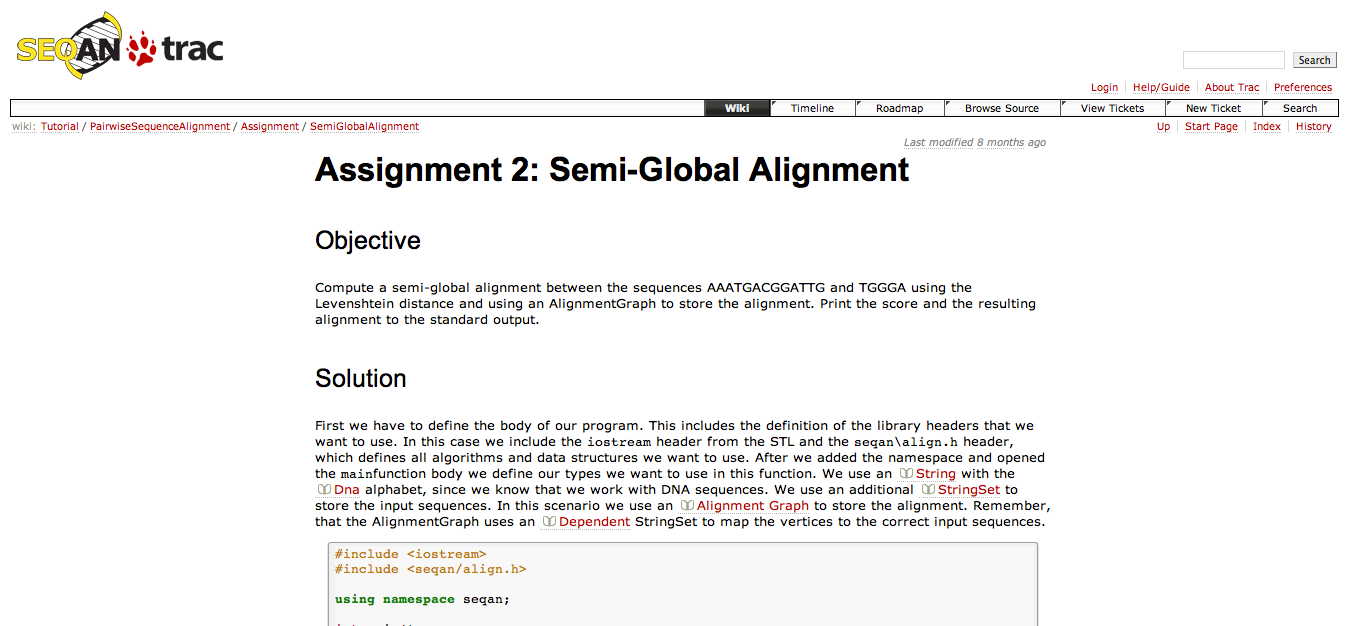 SEQAN trac
Search
Login Help/Guide About Trac Preferences
Wiki Timeline Roadmap Browse Source View Tickets New Ticket Search
wiki: Tutorial / PairwiseSequenceAlignment / Assignment / SemiGlobalAlignment
Up Start Page Index History
Last modified 8 months ago
Assignment 2: Semi-Global Alignment
Objective
Compute a semi-global alignment between the sequences AAATGACGGATTG and TGGGA using the
Levenshtein distance and using an AlignmentGraph to store the alignment. Print the score and the resulting
alignment to the standard output.
Solution
First we have to define the body of our program. This includes the definition of the library headers that we
want to use. In this case we include the iostream header from the STL and the seqan\align.h header,
which defines all algorithms and data structures we want to use. After we added the namespace and opened
the mainfunction body we define our types we want to use in this function. We use an String with the
Dna alphabet, since we know that we work with DNA sequences. We use an additional StringSet to
store the input sequences. In this scenario we use an Alignment Graph to store the alignment. Remember,
that the AlignmentGraph uses an Dependent StringSet to map the vertices to the correct input sequences.
#include <iostream>
#include <seqan/align.h>
using namespace seqan;